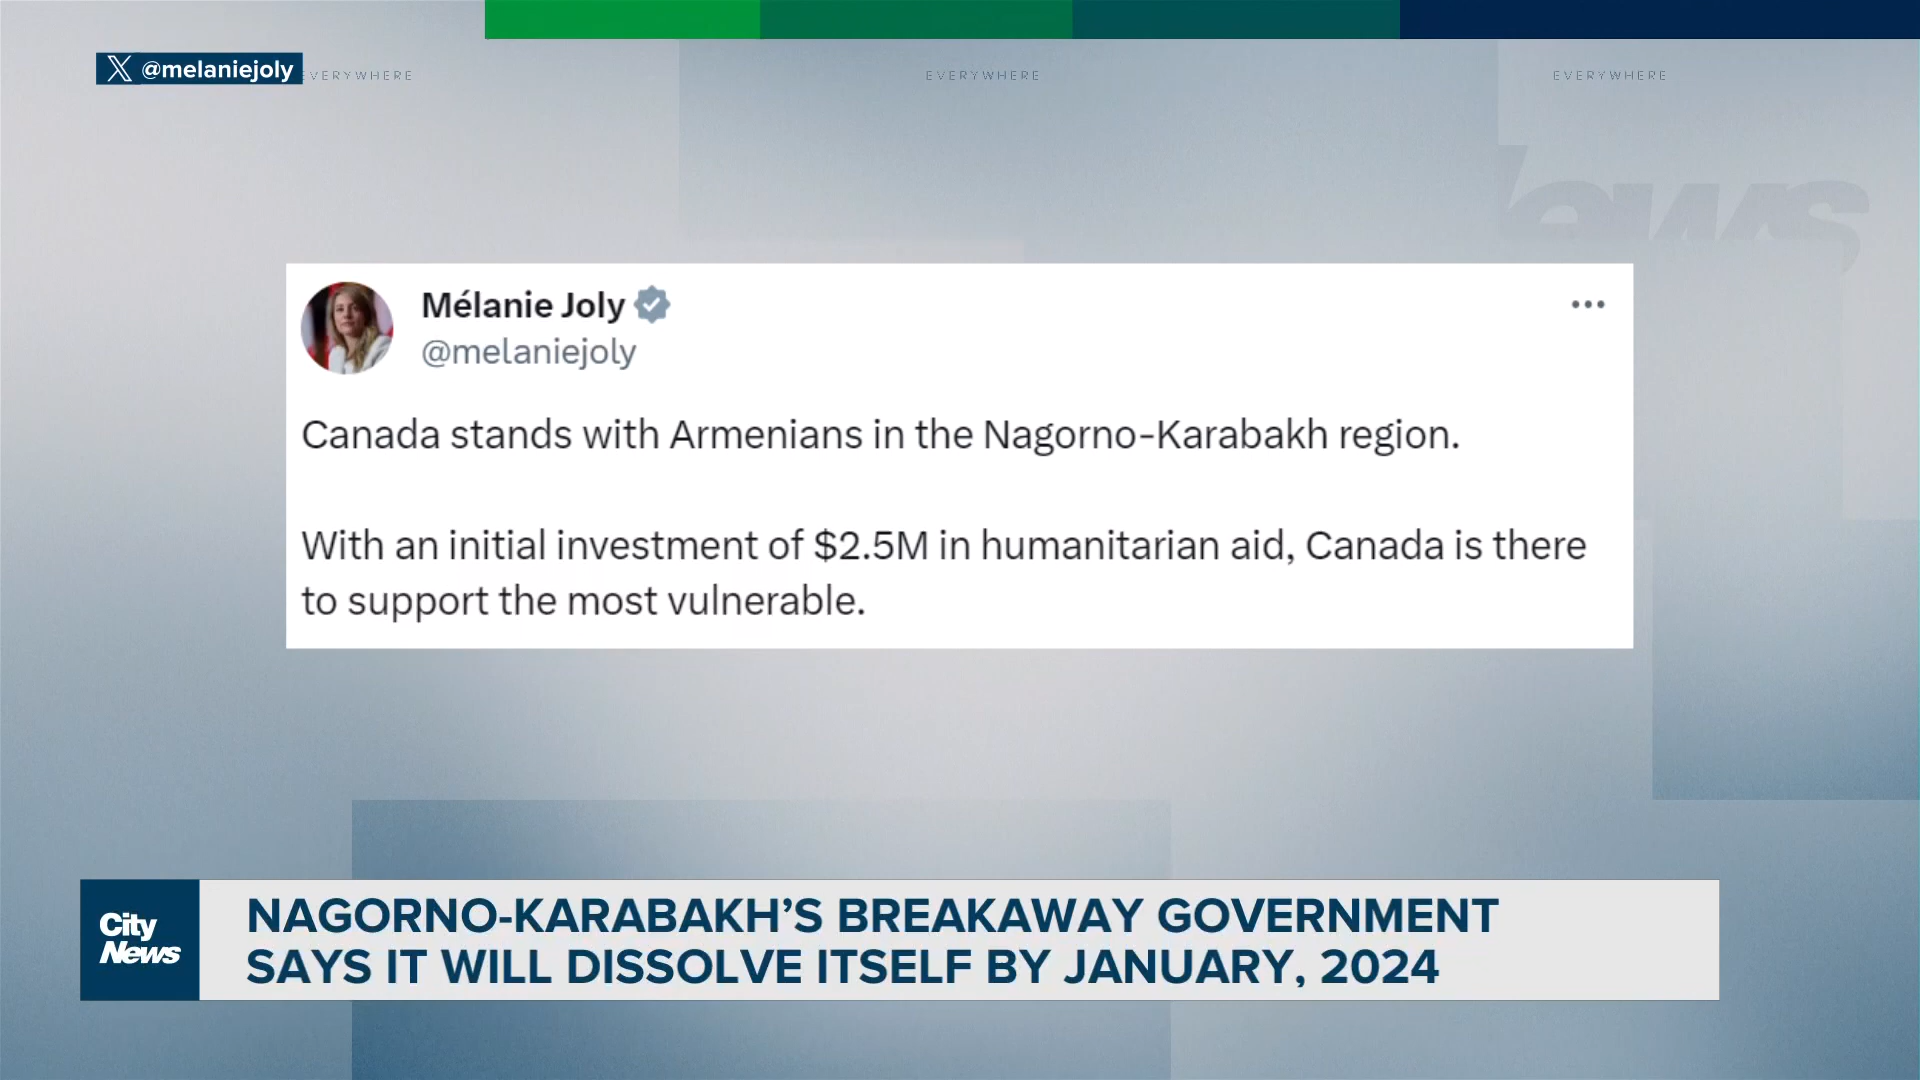 @melaniejoly
EVERYWHERE
EVERYWHERE
EVERYWHERE
News
Mélanie Joly
@melaniejoly
Canada stands with Armenians in the Nagorno-Karabakh region.
With an initial investment of $2.5M in humanitarian aid, Canada is there
to support the most vulnerable.
City
News
NAGORNO-KARABAKH’S BREAKAWAY GOVERNMENT
SAYS IT WILL DISSOLVE ITSELF BY JANUARY, 2024